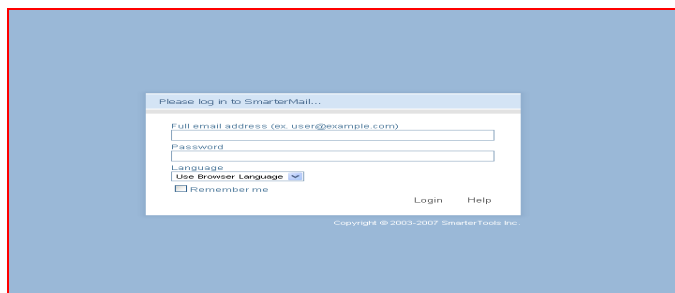 Please log in to SmarterMail...
Full email address (ex. user@example.com)
Password
Language
Use Browser Language
Remember me
Login Help
Copyright © 2003-2007 SmarterTools Inc.